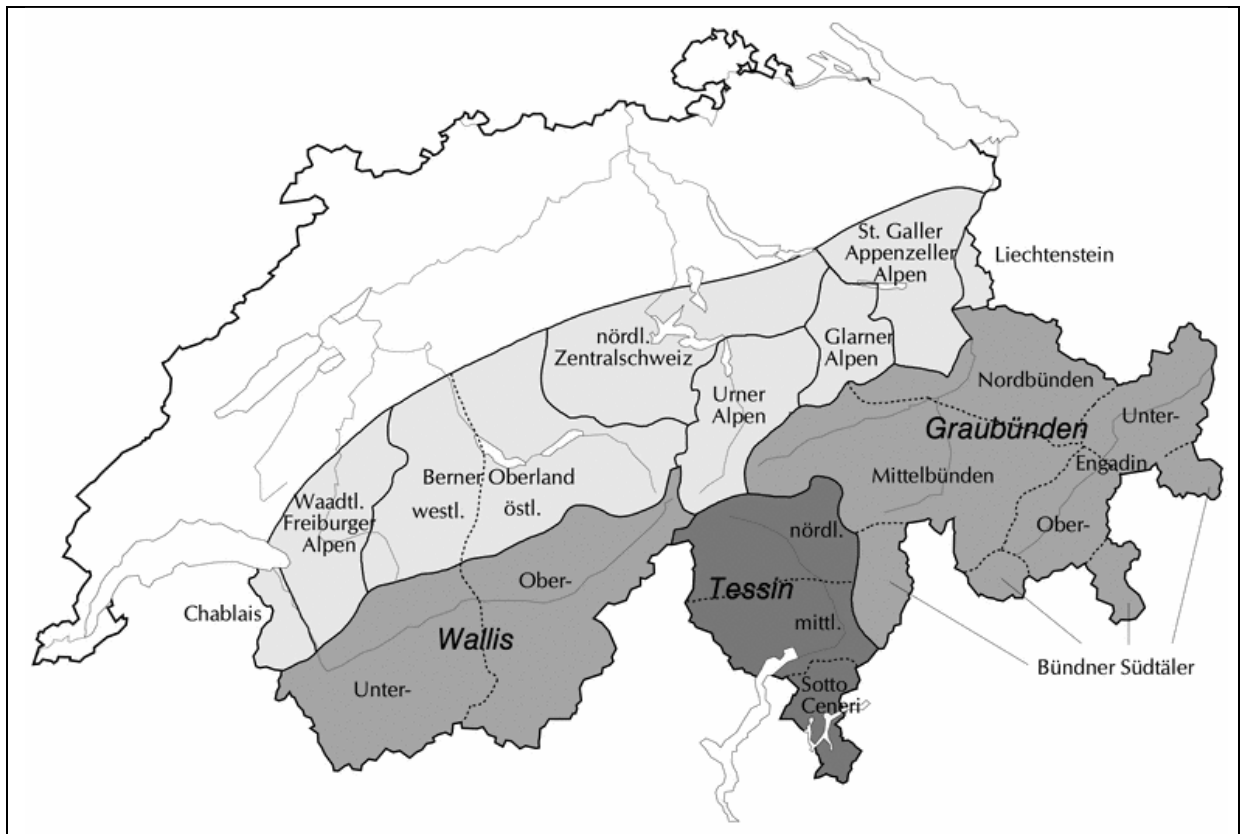 St. Galler
Appenzeller
Alpen
Liechtenstein
nördl.
Zentralschweiz
Glarner
Alpen
Nordbünden
Urner
Alpen
Unter-
Graubünden
Engadin
Mittelbünden
Berner Oberland
westl.
östl.
Waadtl.
Freiburger
Alpen
Ober-
nördl.
Ober-
Tessin
Chablais
mittl.
Wallis
Bündner Südtäler
Unter-
Sotto
Ceneri